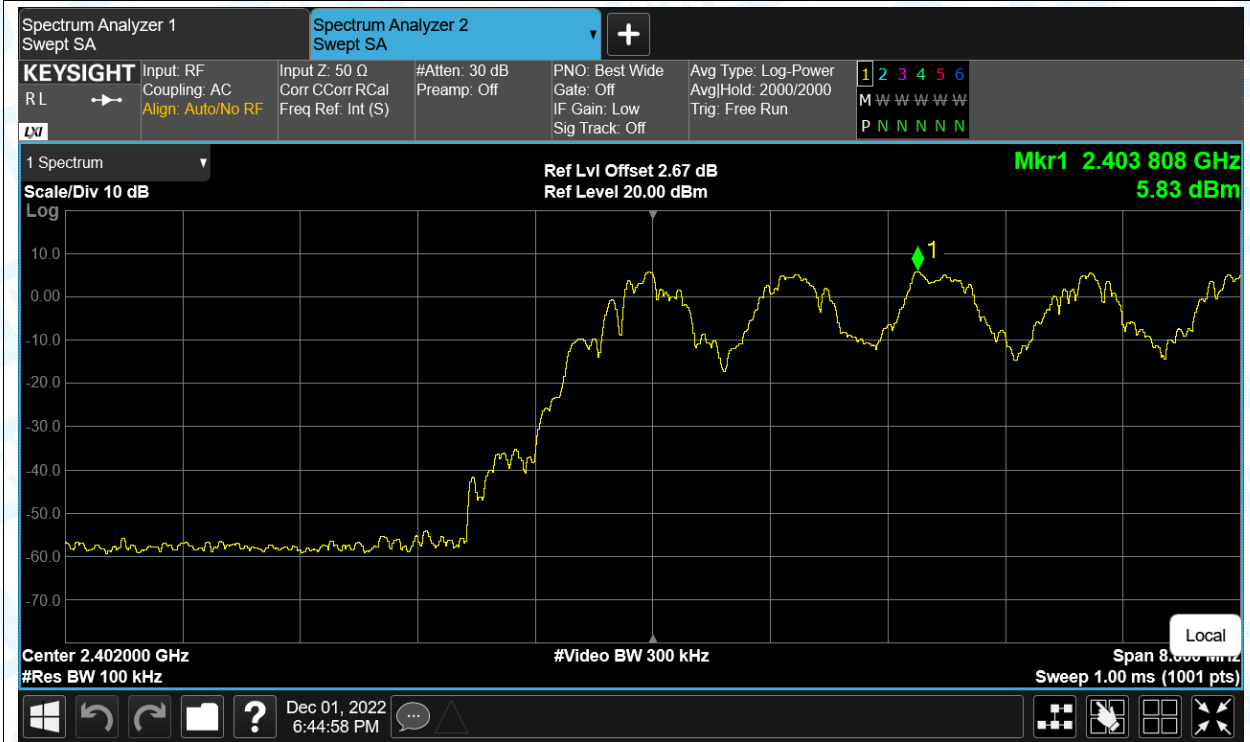 Spectrum Analyzer 1
Swept SA
Spectrum Analyzer 2
Swept SA
KEYSIGHT
R L
LXI
Input: RF
Coupling: AC
Align: Auto/No RF
Input Z: 50 Ω
Corr CCorr RCal
Freq Ref: Int (S)
#Atten: 30 dB
Preamp: Off
PNO: Best Wide
Gate: Off
IF Gain: Low
Sig Track: Off
Avg Type: Log-Power
Avg|Hold: 2000/2000
Trig: Free Run
1 2 3 4 5 6
M W W W W W
P N N N N N
1 Spectrum
Scale/Div 10 dB
Log
Ref Lvl Offset 2.67 dB
Ref Level 20.00 dBm
Mkr1 2.403 808 GHz
5.83 dBm
10.0
0.00
-10.0
-20.0
-30.0
-40.0
-50.0
-60.0
-70.0
1
Local
Center 2.402000 GHz
#Res BW 100 kHz
#Video BW 300 kHz
Span 8.000 MHz
Sweep 1.00 ms (1001 pts)
?
Dec 01, 2022
6:44:58 PM